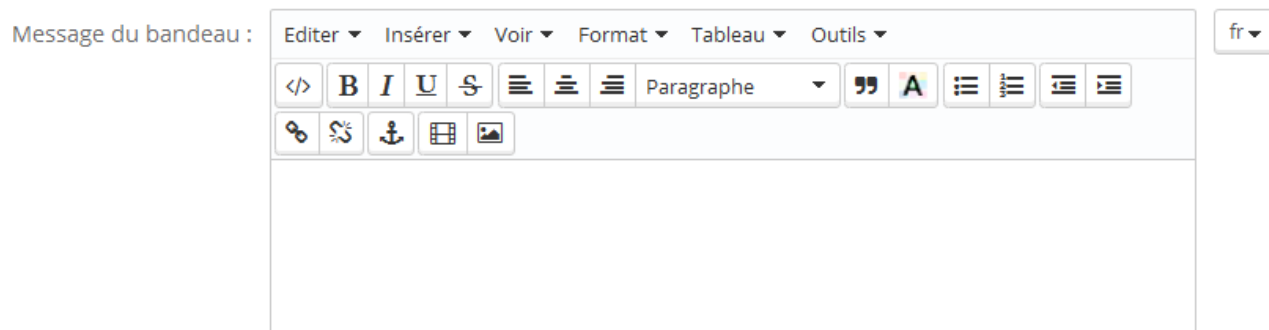 Message du bandeau :
Editer Insérer Voir Format Tableau Outils
fr
</> B I U S Paragraphe A